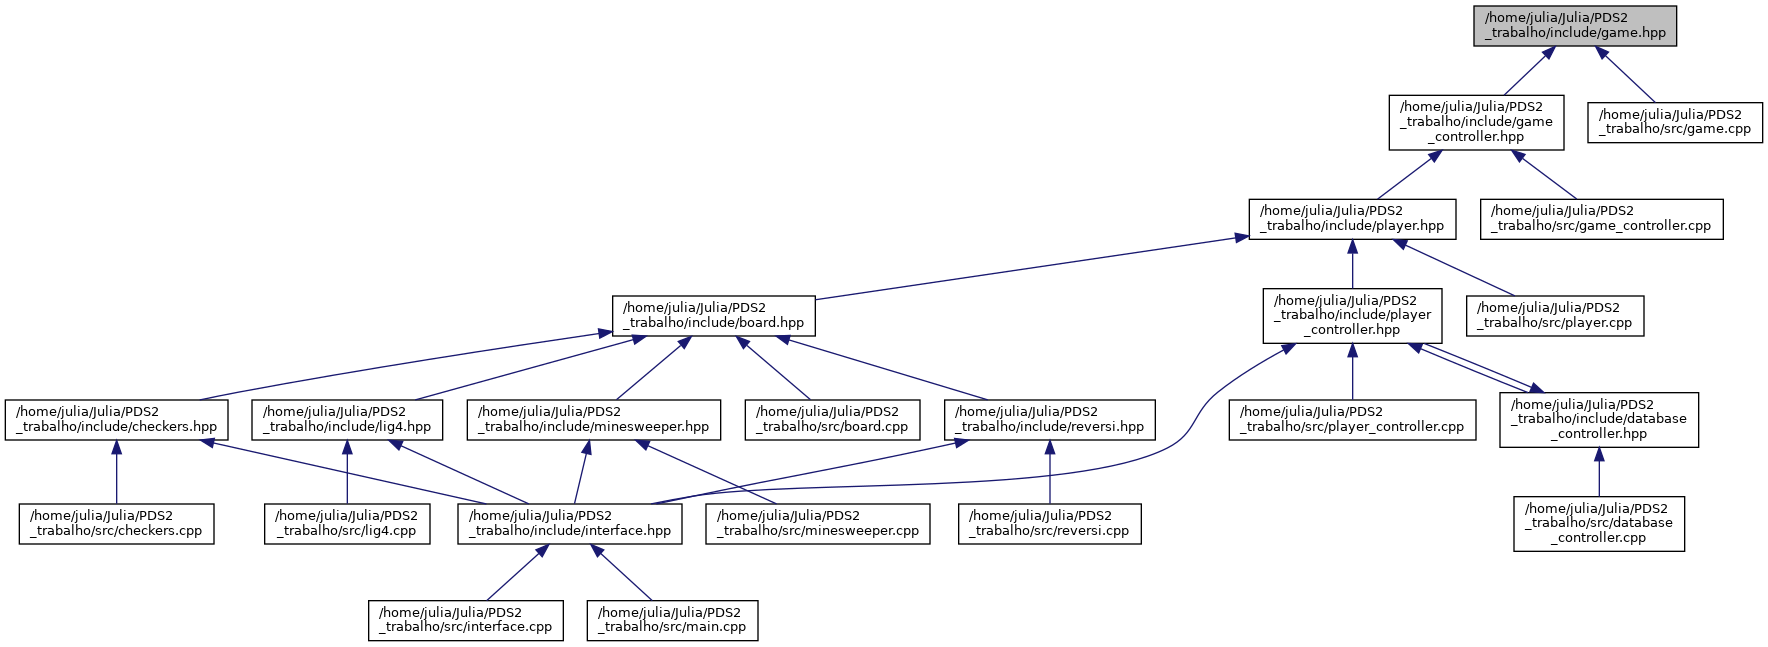 /home/julia/Julia/PDS2
_trabalho/include/game.hpp
/home/julia/Julia/PDS2
_trabalho/include/game
_controller.hpp
/home/julia/Julia/PDS2
_trabalho/src/game.cpp
/home/julia/Julia/PDS2
_trabalho/include/player.hpp
/home/julia/Julia/PDS2
_trabalho/src/game_controller.cpp
/home/julia/Julia/PDS2
_trabalho/include/board.hpp
/home/julia/Julia/PDS2
_trabalho/include/player
_controller.hpp
/home/julia/Julia/PDS2
_trabalho/src/player.cpp
/home/julia/Julia/PDS2
_trabalho/include/checkers.hpp
/home/julia/Julia/PDS2
_trabalho/include/lig4.hpp
/home/julia/Julia/PDS2
_trabalho/include/minesweeper.hpp
/home/julia/Julia/PDS2
_trabalho/src/board.cpp
/home/julia/Julia/PDS2
_trabalho/include/reversi.hpp
/home/julia/Julia/PDS2
_trabalho/src/player_controller.cpp
/home/julia/Julia/PDS2
_trabalho/include/database
_controller.hpp
/home/julia/Julia/PDS2
_trabalho/src/checkers.cpp
/home/julia/Julia/PDS2
_trabalho/src/lig4.cpp
/home/julia/Julia/PDS2
_trabalho/include/interface.hpp
/home/julia/Julia/PDS2
_trabalho/src/minesweeper.cpp
/home/julia/Julia/PDS2
_trabalho/src/reversi.cpp
/home/julia/Julia/PDS2
_trabalho/src/database
_controller.cpp
/home/julia/Julia/PDS2
_trabalho/src/interface.cpp
/home/julia/Julia/PDS2
_trabalho/src/main.cpp